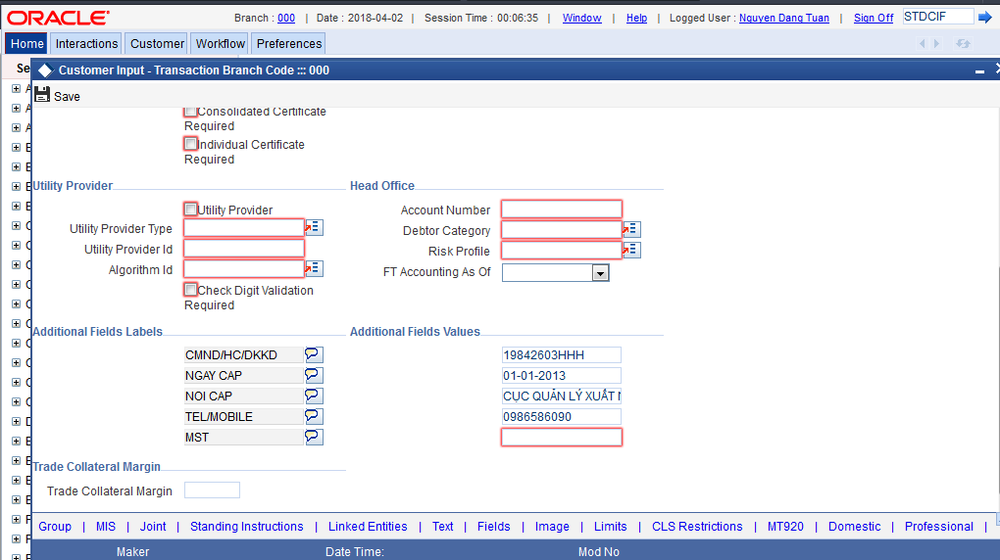 ORACLE
Branch : 000 | Date : 2018-04-02 | Session Time : 00:06:35 | Window | Help | Logged User : Nguyen Dang Tuan | Sign Off STDCIF
Home Interactions Customer Workflow Preferences
Se
Customer Input - Transaction Branch Code ::: 000
Save
Consolidated Certificate
Required
Individual Certificate
Required
Utility Provider
Utility Provider
Utility Provider Type
Utility Provider Id
Algorithm Id
Check Digit Validation
Required
Head Office
Account Number
Debtor Category
Risk Profile
FT Accounting As Of
Additional Fields Labels Additional Fields Values
CMND/HC/DKKD 19842603HHH
NGAY CAP 01-01-2013
NOI CAP CỤC QUẢN LÝ XUẤT
TEL/MOBILE 0986586090
MST
Trade Collateral Margin
Trade Collateral Margin
Group | MIS | Joint | Standing Instructions | Linked Entities | Text | Fields | Image | Limits | CLS Restrictions | MT920 | Domestic | Professional |
Maker Date Time: Mod No